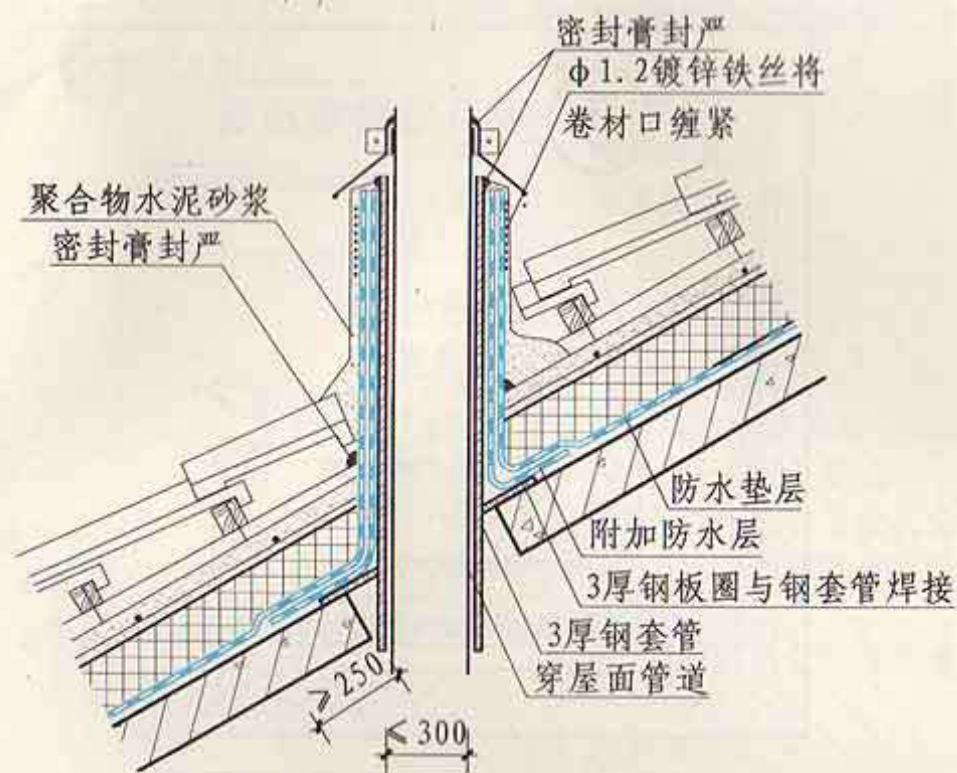 密封膏封严
φ1.2镀锌铁丝将
卷材口缠紧
聚合物水泥砂浆
密封膏封严
防水垫层
附加防水层
3厚钢板圈与钢套管焊接
3厚钢套管
穿屋面管道
≥250
≤300